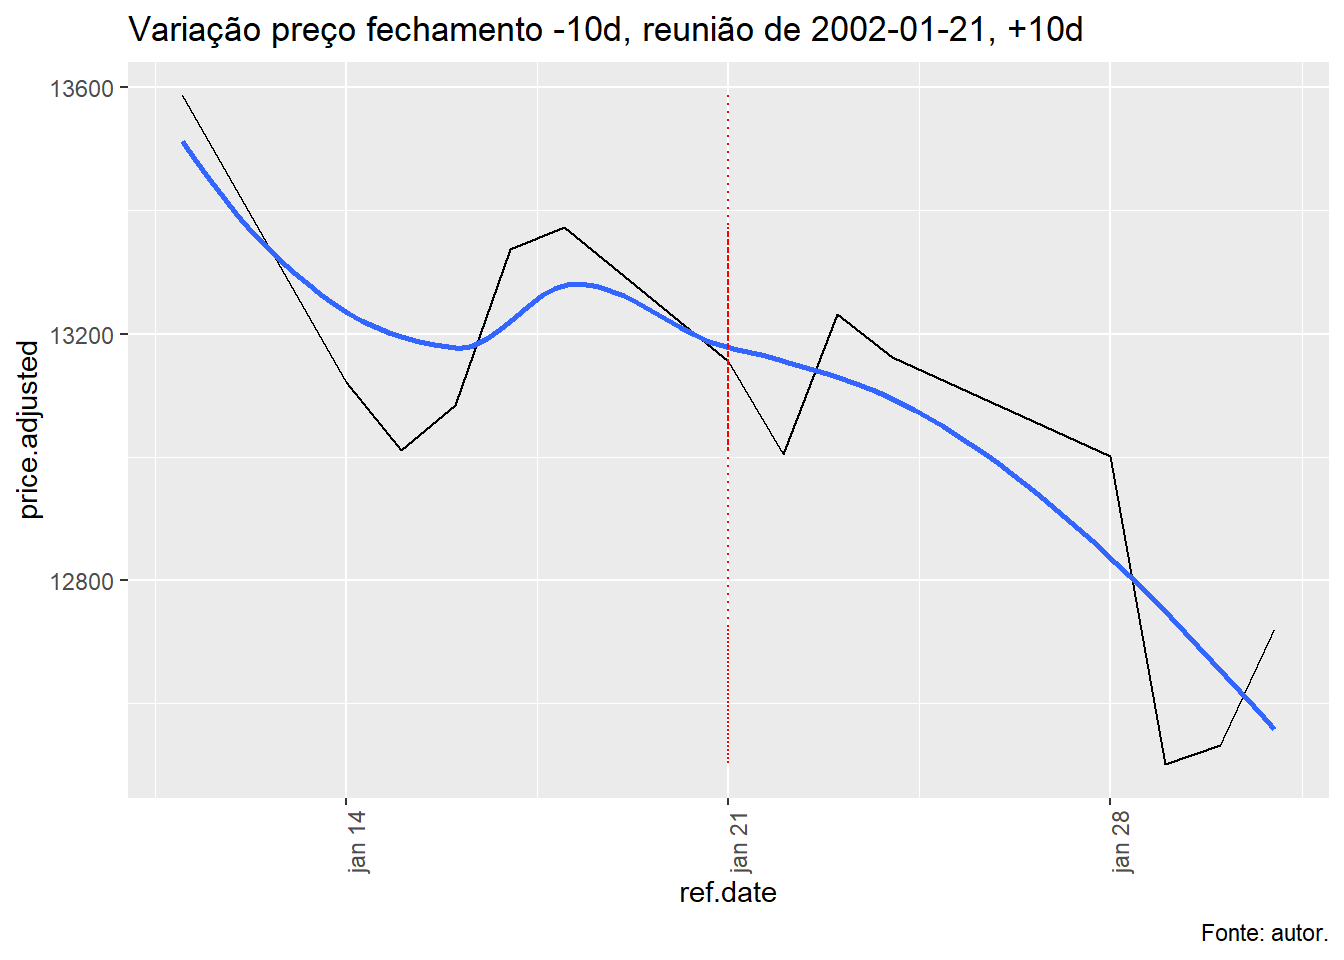 Variação preço fechamento -10d, reunião de 2002-01-21, +10d
13600
13200
12800
price.adjusted
jan 14
jan 21
jan 28
ref.date
Fonte: autor.